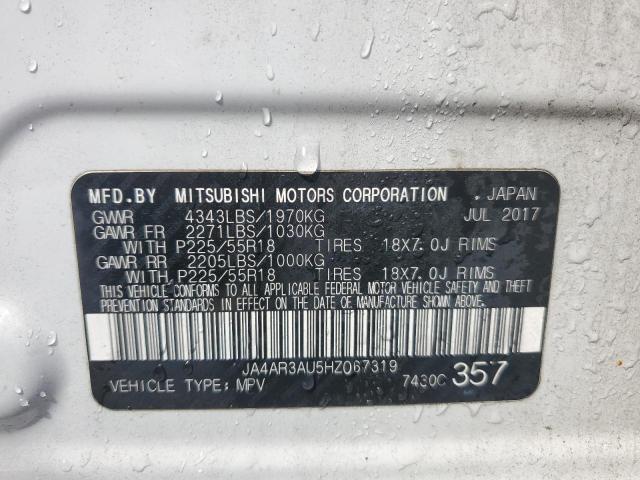 MFD.BY MITSUBISHI MOTORS CORPORATION . JAPAN
GVWR 4343LBS/1970KG JUL 2017
GAWR FR 2271LBS/1030KG
WITH P225/55R18 TIRES 18X7.0J RIMS
GAWR RR 2205LBS/1000KG
WITH P225/55R18 TIRES 18X7.0J RIMS
THIS VEHICLE CONFORMS TO ALL APPLICABLE FEDERAL MOTOR VEHICLE SAFETY AND THEFT
PREVENTION STANDARDS IN EFFECT ON THE DATE OF MANUFACTURE SHOWN ABOVE.
JA4AR3AU5HZ067319
VEHICLE TYPE: MPV 7430C 357